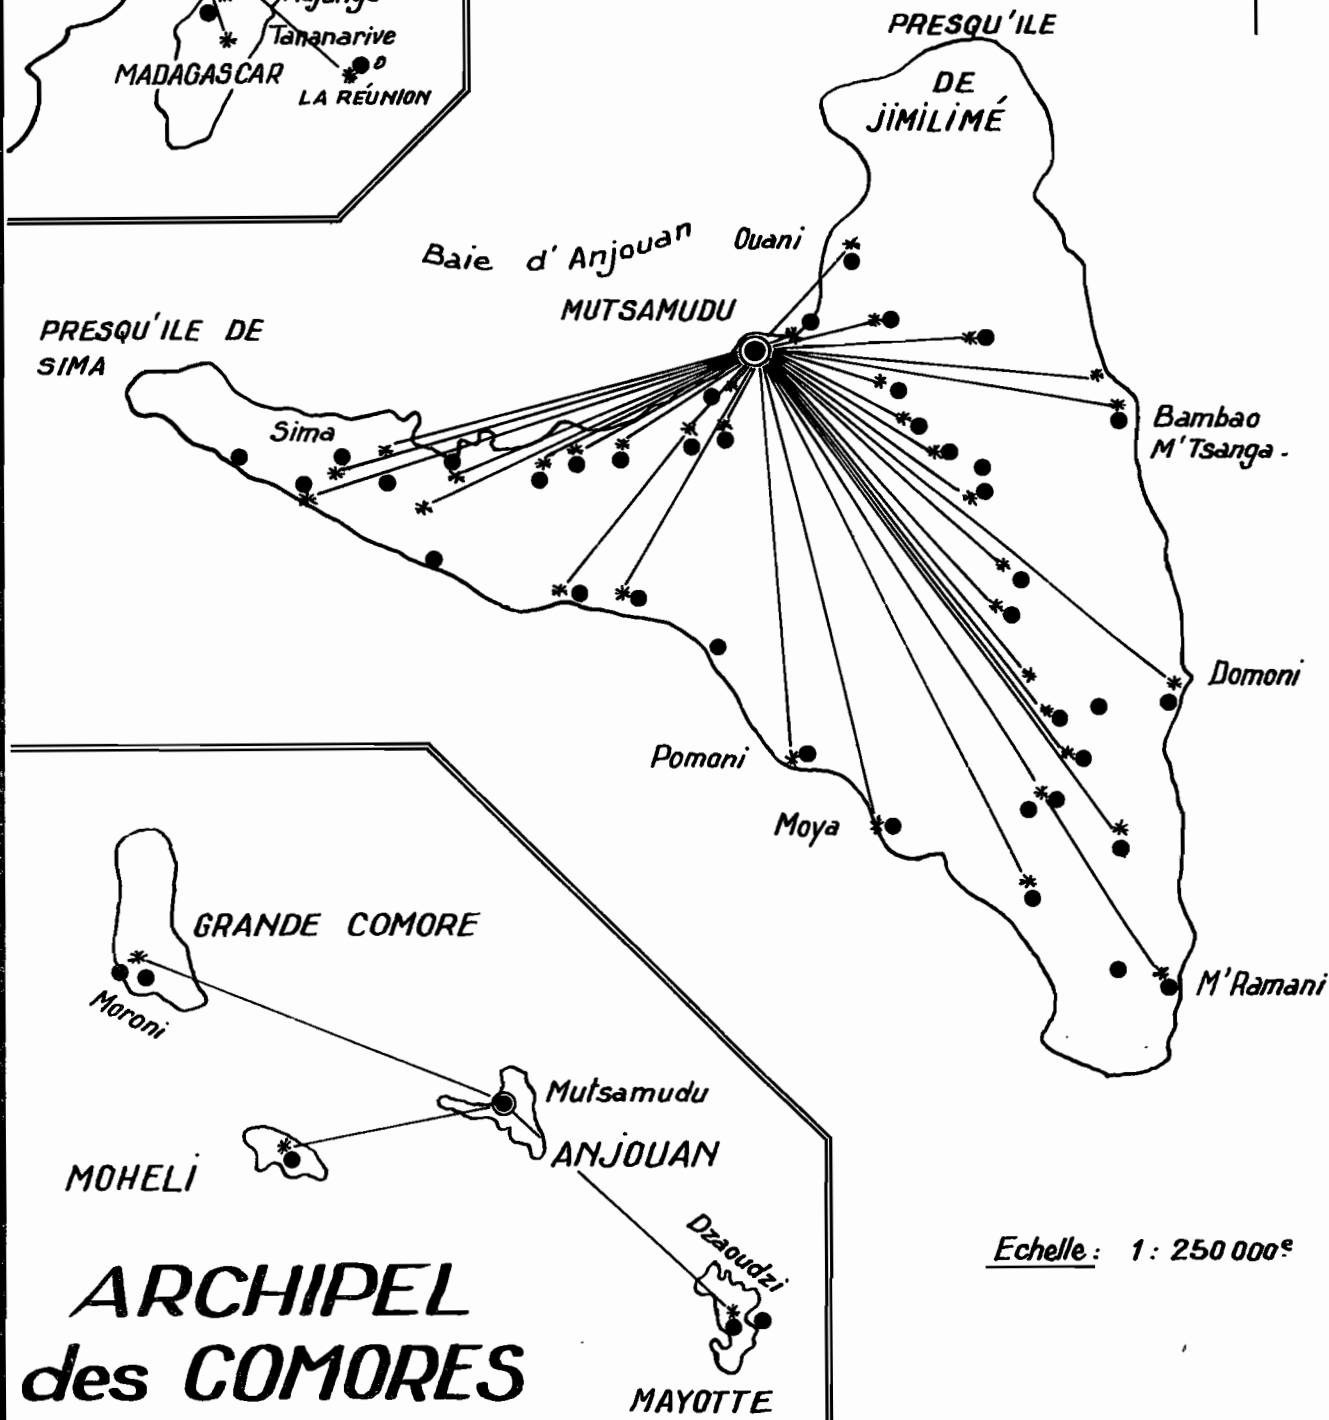 Tananarive
MADAGASCAR
LA RÉUNION
PRESQU'ILE
DE
JIMILIMÉ
Baie d'Anjouan
Ouani
MUTSAMUDU
PRESQU'ILE DE
SIMA
Sima
Bambao
M'Tsanga.
Domoni
Pomoni
Moya
M'Ramani
GRANDE COMORE
Moroni
Mutsamudu
ANJOUAN
MOHELI
Dzaoudzi
MAYOTTE
Echelle : 1 : 250 000e
ARCHIPEL
des COMORES